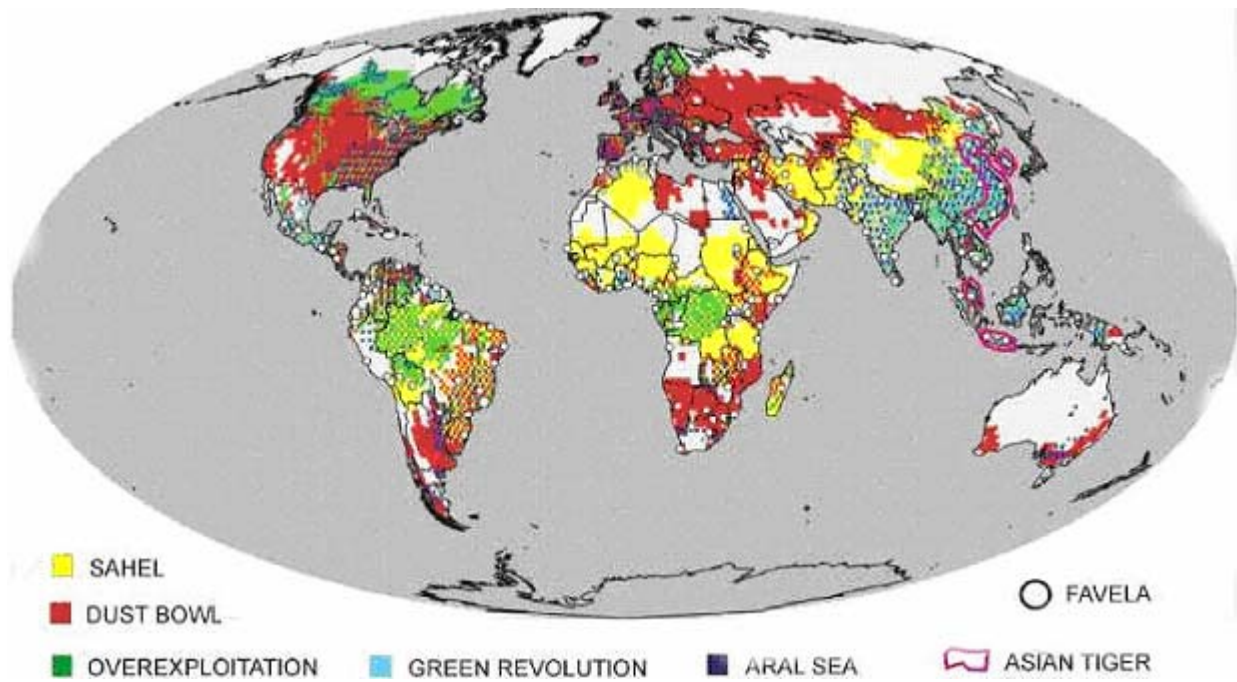 SAHEL
FAVELA
DUST BOWL
OVEREXPLOITATION
GREEN REVOLUTION
ARAL SEA
ASIAN TIGER